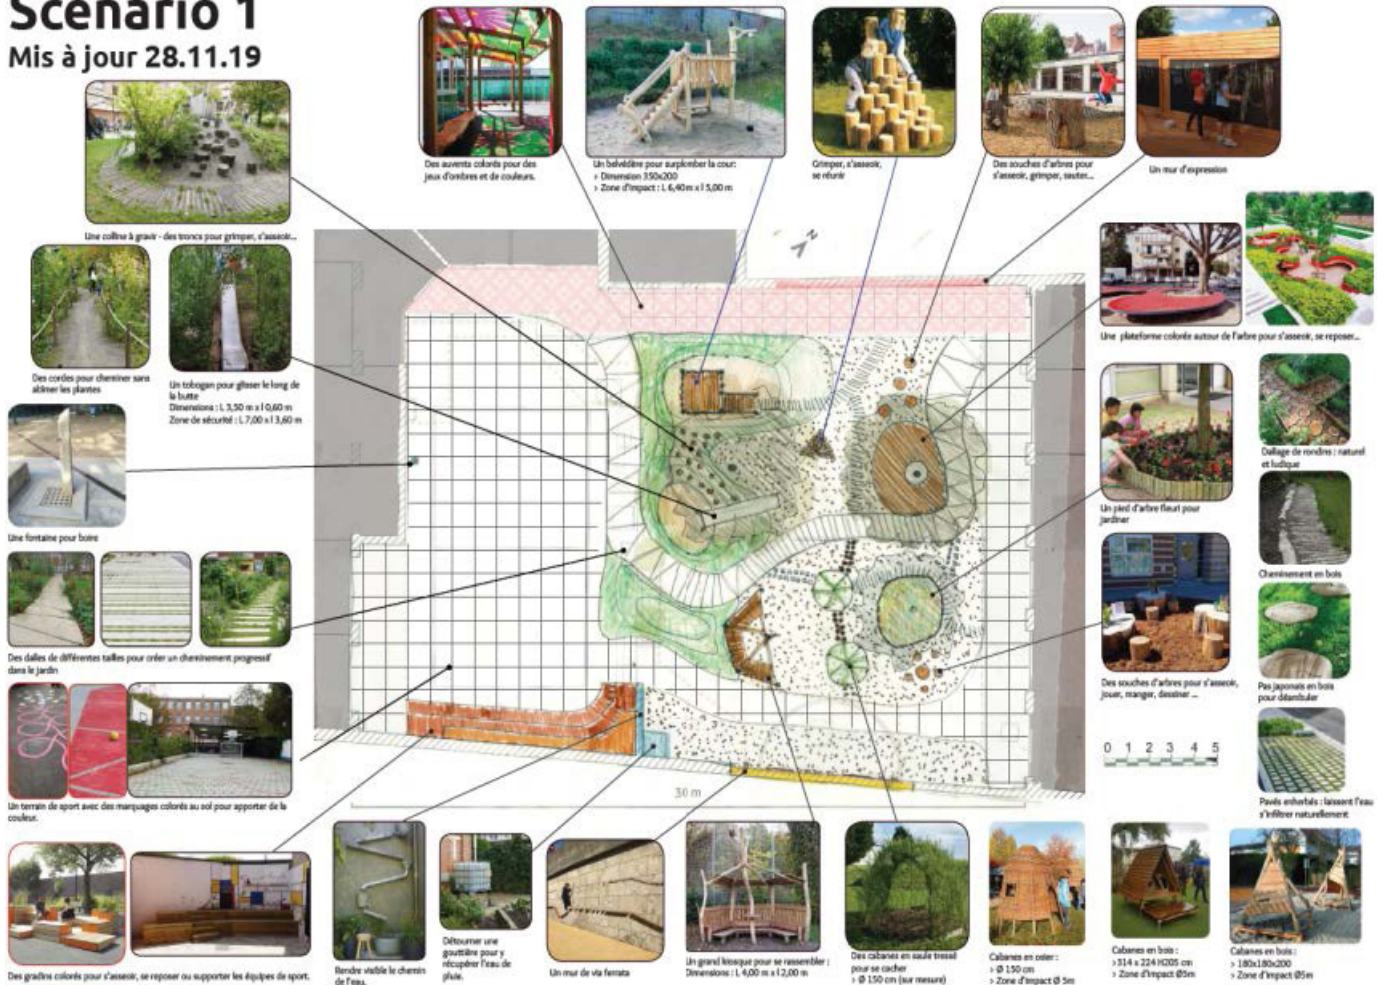 Scénario 1
Mis à jour 28.11.19
Des auvents colorés pour des
jeux d'ombres et de couleurs.
Un belvédère pour surplomber la cour:
> Dimension 350x200
> Zone d'impact : L 6,40 m x l 5,00 m
Grimper, s'asseoir,
se réunir
Des souches d'arbres pour
s'asseoir, grimper, sauter...
Un mur d'expression
Une colline à gravir - des troncs pour grimper, s'asseoir...
Des cordes pour cheminer sans
abîmer les plantes
Un tobogan pour glisser le long de
la butte
Dimensions : L 3,50 m x l 0,60 m
Zone de sécurité : L 7,00 x l 3,60 m
N
Une plateforme colorée autour de l'arbre pour s'asseoir, se reposer...
Dallage de rondins : naturel
et ludique
Un pied d'arbre fleuri pour
jardiner
Une fontaine pour boire
Cheminement en bois
Des dalles de différentes tailles pour créer un cheminement progressif
dans le jardin
Des souches d'arbres pour s'asseoir,
jouer, manger, dessiner ...
Pas japonais en bois
pour déambuler
0 1 2 3 4 5
30 m
Un terrain de sport avec des marquages colorés au sol pour apporter de la
couleur.
Pavés enherbés : laissent l'eau
s'infiltrer naturellement
Des gradins colorés pour s'asseoir, se reposer ou supporter les équipes de sport.
Rendre visible le chemin
de l'eau.
Détourner une
gouttière pour y
récupérer l'eau de
pluie.
Un mur de via ferrata
Un grand kiosque pour se rassembler :
Dimensions : L 4,00 m x l 2,00 m
Des cabanes en saule tressé
pour se cacher
> Ø 150 cm (sur mesure)
Cabanes en osier :
> Ø 150 cm
> Zone d'impact Ø 5m
Cabanes en bois :
> 314 x 224 H205 cm
> Zone d'impact Ø5m
Cabanes en bois :
> 180x180x200
> Zone d'impact Ø5m